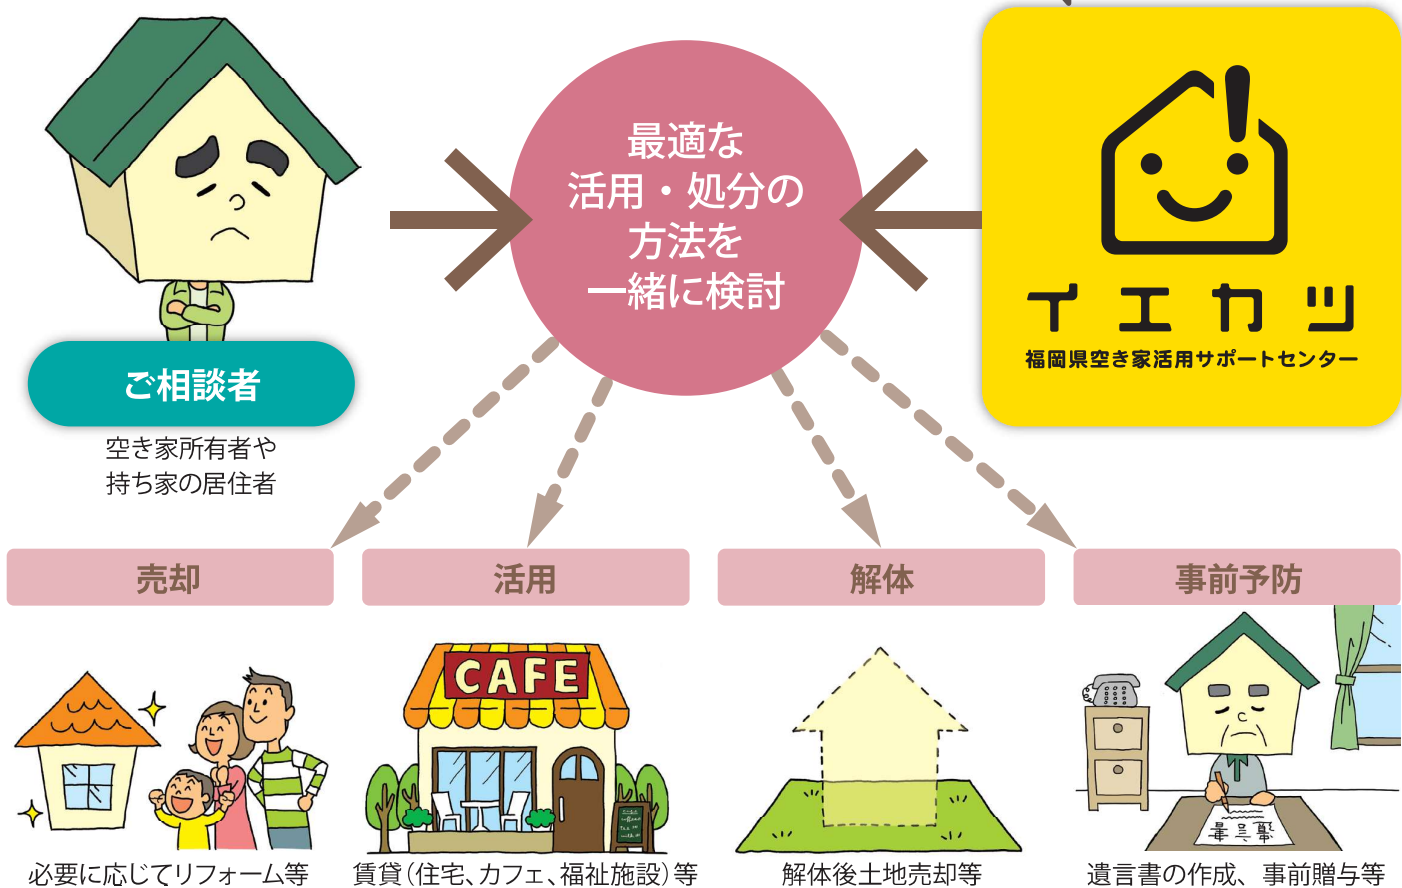 最適な
活用・処分の
方法を
一緒に検討
イエカツ
福岡県空き家活用サポートセンター
ご相談者
空き家所有者や
持ち家の居住者
売却
活用
解体
事前予防
CAFE
必要に応じてリフォーム等
賃貸（住宅、カフェ、福祉施設）等
解体後土地売却等
遺言書の作成、事前贈与等